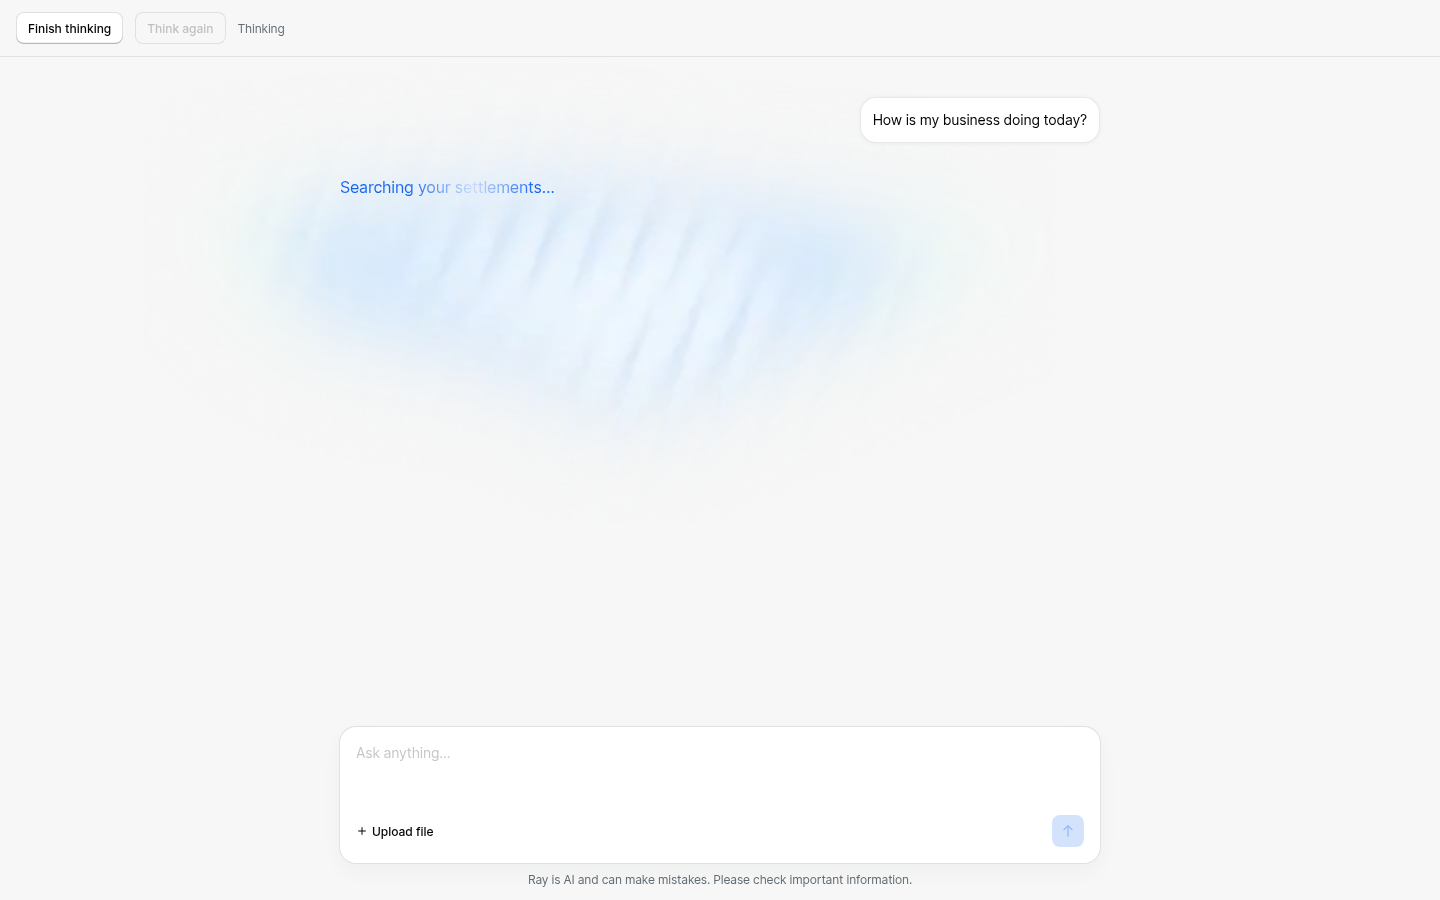 Finish thinking
Think again
Thinking
How is my business doing today?
Searching your settlements...
Ask anything...
+ Upload file
Ray is AI and can make mistakes. Please check important information.